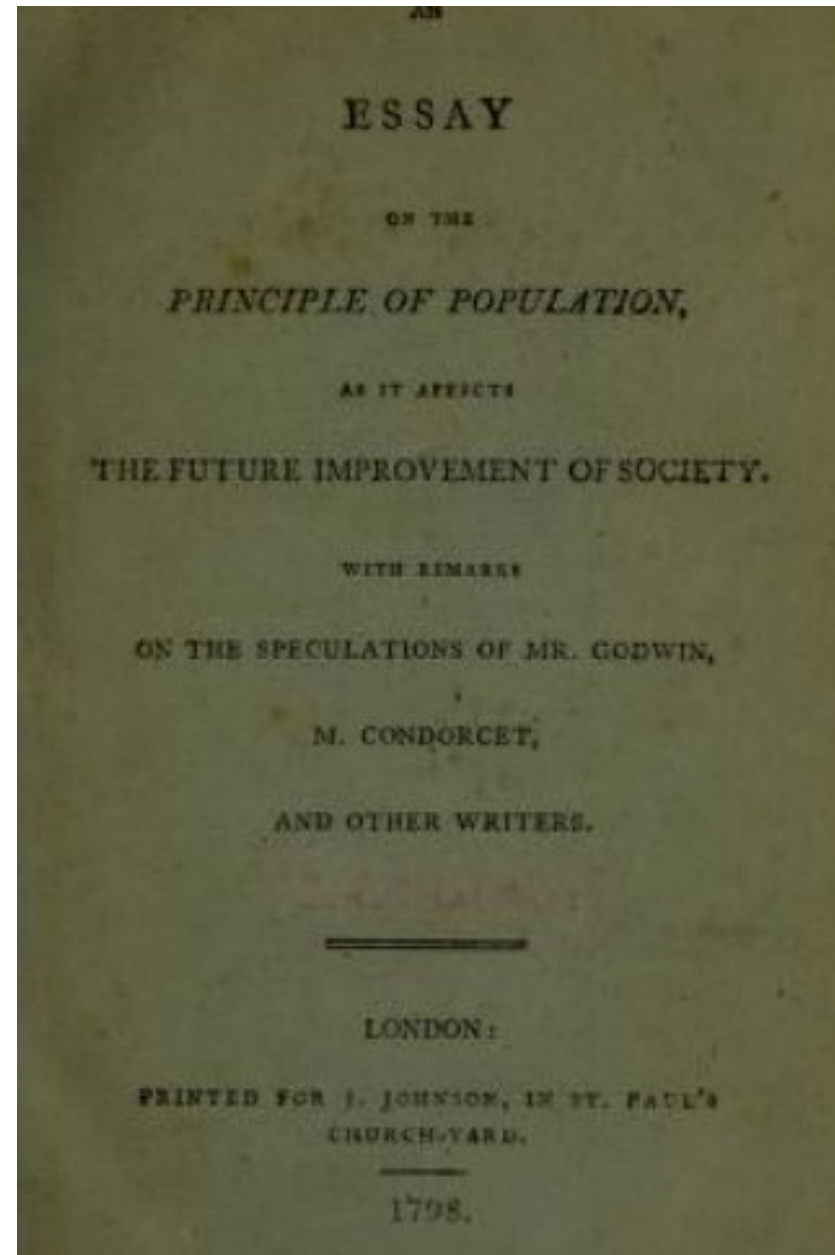 AN
ESSAY
ON THE
PRINCIPLE OF POPULATION,
AS IT AFFECTS
THE FUTURE IMPROVEMENT OF SOCIETY.
WITH REMARKS
ON THE SPECULATIONS OF MR. GODWIN,
M. CONDORCET,
AND OTHER WRITERS.
LONDON:
PRINTED FOR J. JOHNSON, IN ST. PAUL'S
CHURCH-YARD.
1798.